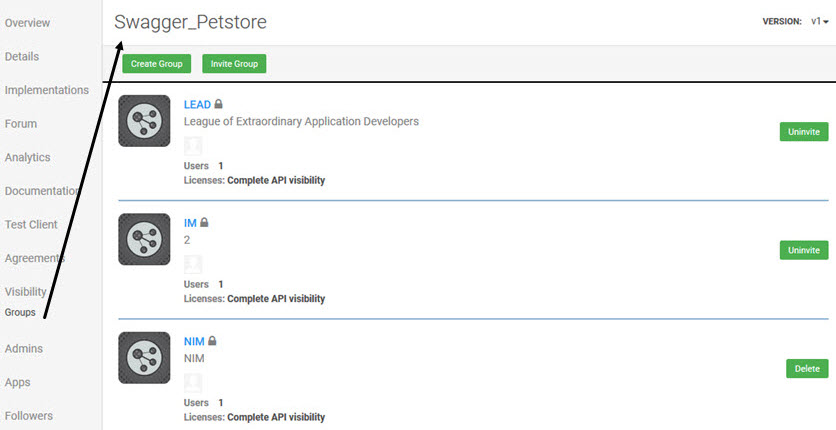 Overview
Details
Implementations
Forum
Analytics
Documentation
Test Client
Agreements
Visibility
Groups
Admins
Apps
Followers
Swagger_Petstore
VERSION: v1
Create Group
Invite Group
LEAD
League of Extraordinary Application Developers
Users 1
Licenses: Complete API visibility
Uninvite
IM
2
Users 1
Licenses: Complete API visibility
Uninvite
NIM
NIM
Users 1
Licenses: Complete API visibility
Delete